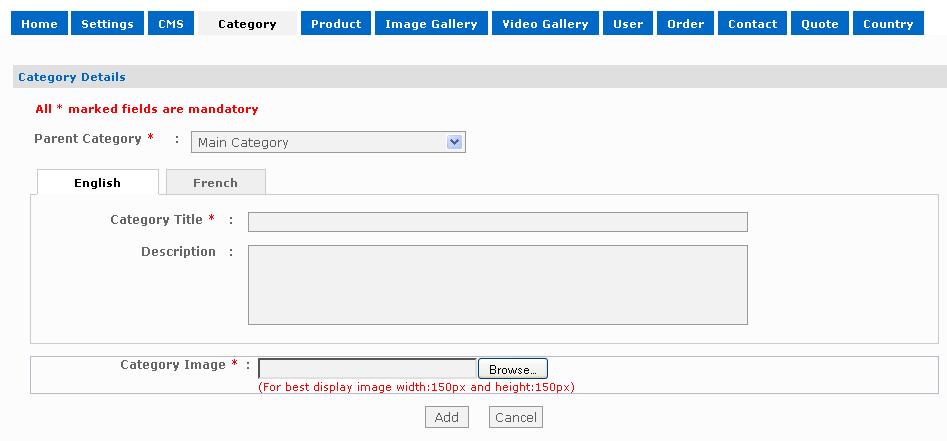 Home Settings CMS Category Product Image Gallery Video Gallery User Order Contact Quote Country
Category Details
All * marked fields are mandatory
Parent Category * : Main Category
English French
Category Title * :
Description :
Category Image * : Browse...
(For best display image width:150px and height:150px)
Add Cancel